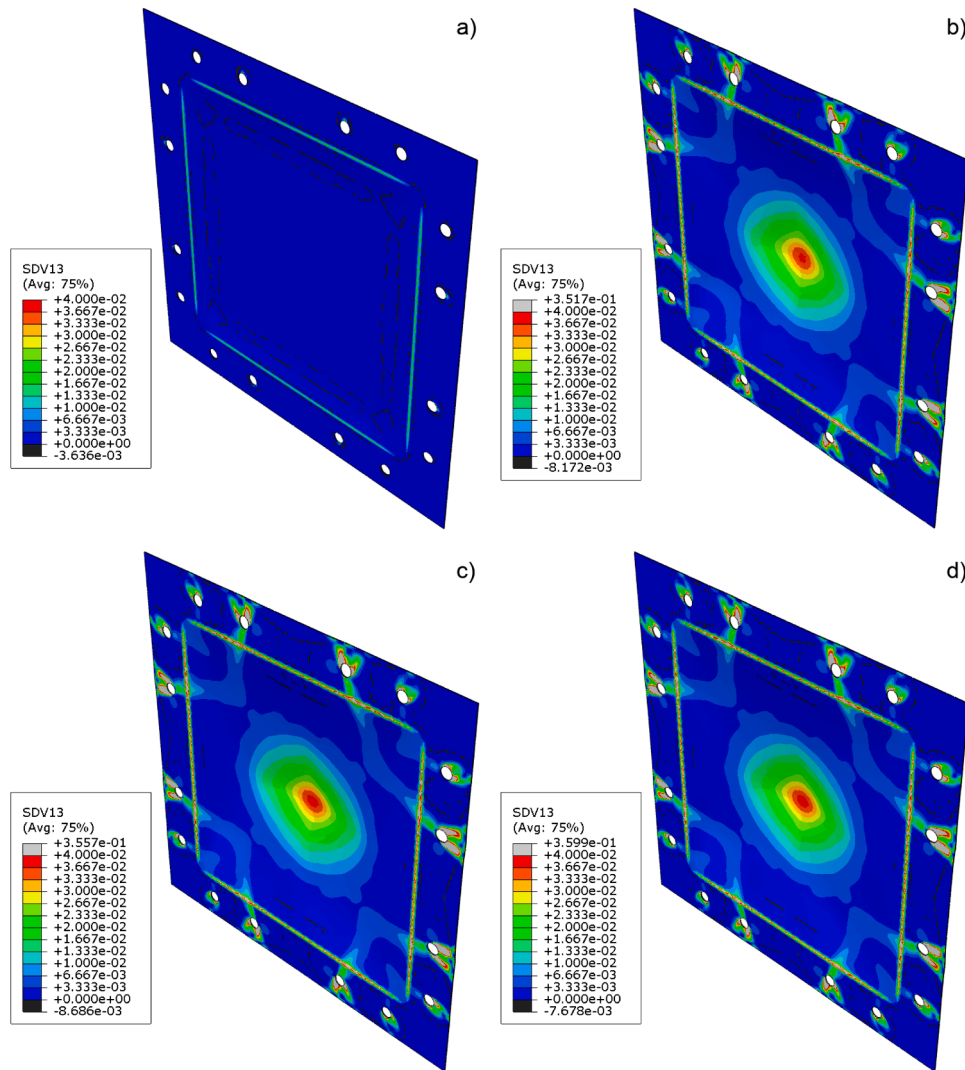 a)
SDV13
(Avg: 75%)
+4.000e-02
+3.667e-02
+3.333e-02
+3.000e-02
+2.667e-02
+2.333e-02
+2.000e-02
+1.667e-02
+1.333e-02
+1.000e-02
+6.667e-03
+3.333e-03
+0.000e+00
-3.636e-03
b)
SDV13
(Avg: 75%)
+3.517e-01
+4.000e-02
+3.667e-02
+3.333e-02
+3.000e-02
+2.667e-02
+2.333e-02
+2.000e-02
+1.667e-02
+1.333e-02
+1.000e-02
+6.667e-03
+3.333e-03
+0.000e+00
-8.172e-03
c)
SDV13
(Avg: 75%)
+3.557e-01
+4.000e-02
+3.667e-02
+3.333e-02
+3.000e-02
+2.667e-02
+2.333e-02
+2.000e-02
+1.667e-02
+1.333e-02
+1.000e-02
+6.667e-03
+3.333e-03
+0.000e+00
-8.686e-03
d)
SDV13
(Avg: 75%)
+3.599e-01
+4.000e-02
+3.667e-02
+3.333e-02
+3.000e-02
+2.667e-02
+2.333e-02
+2.000e-02
+1.667e-02
+1.333e-02
+1.000e-02
+6.667e-03
+3.333e-03
+0.000e+00
-7.678e-03